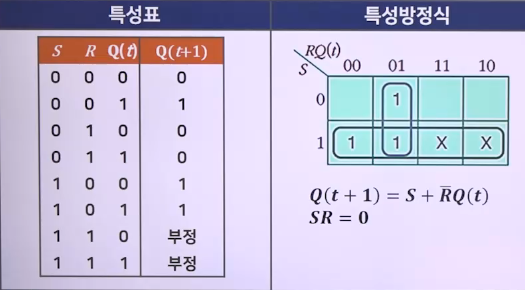 특성표
S R Q(t) Q(t+1)
0 0 0 0
0 0 1 1
0 1 0 0
0 1 1 0
1 0 0 1
1 0 1 1
1 1 0 부정
1 1 1 부정
특성방정식
RQ(t)
S
00 01 11 10
0 1
1 1 1 X X
Q(t + 1) = S + R̅Q(t)
SR = 0